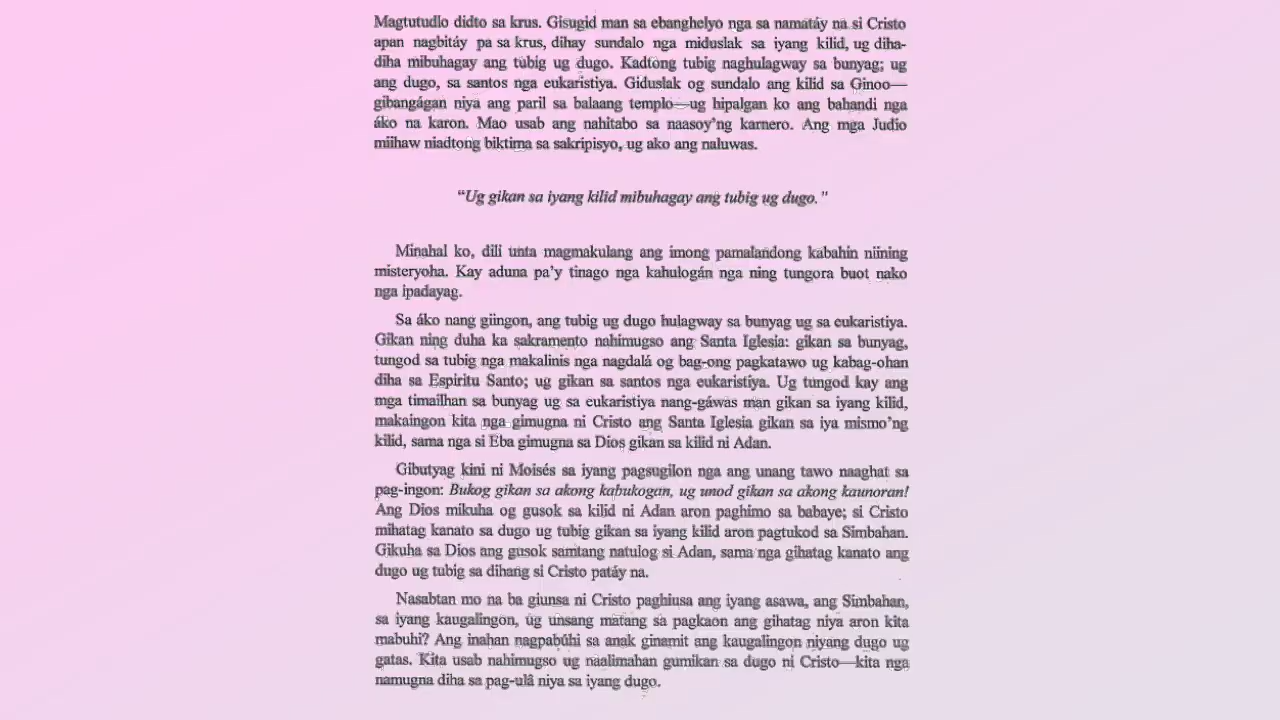 Magtutudlo didto sa krus. Gisugid man sa ebanghelyo nga sa namatáy na si Cristo
apan nagbitáy pa sa krus, dihay sundalo nga miduslak sa iyang kilid, ug diha-
diha mibuhagay ang tubig ug dugo. Kadtong tubig naghulagway sa bunyag; ug
ang dugo, sa santos nga eukaristiya. Giduslak og sundalo ang kilid sa Ginoo—
gibangágan niya ang paril sa balaang templo—ug hipalgan ko ang bahandi nga
áko na karon. Mao usab ang nahitabo sa naasoy'ng karnero. Ang mga Judio
miihaw niadtong biktima sa sakripisyo, ug ako ang naluwas.
"Ug gikan sa iyang kilid mibuhagay ang tubig ug dugo."
Minahal ko, dili unta magmakulang ang imong pamalandong kabahin niining
misteryoha. Kay aduna pa'y tinago nga kahulogán nga ning tungora buot nako
nga ipadayag.
Sa áko nang giingon, ang tubig ug dugo hulagway sa bunyag ug sa eukaristiya.
Gikan ning duha ka sakramento nahimugso ang Santa Iglesia: gikan sa bunyag,
tungod sa tubig nga makalinis nga nagdalá og bag-ong pagkatawo ug kabag-ohan
diha sa Espiritu Santo; ug gikan sa santos nga eukaristiya. Ug tungod kay ang
mga timailhan sa bunyag ug sa eukaristiya nang-gáwas man gikan sa iyang kilid,
makaingon kita nga gimugna ni Cristo ang Santa Iglesia gikan sa iya mismo'ng
kilid, sama nga si Eba gimugna sa Dios gikan sa kilid ni Adan.
Gibutyag kini ni Moisés sa iyang pagsugilon nga ang unang tawo naaghat sa
pag-ingon: Bukog gikan sa akong kabukogan, ug unod gikan sa akong kaunoran!
Ang Dios mikuha og gusok sa kilid ni Adan aron paghimo sa babaye; si Cristo
mihatag kanato sa dugo ug tubig gikan sa iyang kilid aron pagtukod sa Simbahan.
Gikuha sa Dios ang gusok samtang natulog si Adan, sama nga gihatag kanato ang
dugo ug tubig sa dihang si Cristo patáy na.
Nasabtan mo na ba giunsa ni Cristo paghiusa ang iyang asawa, ang Simbahan,
sa iyang kaugalingon, ug unsang matang sa pagkaon ang gihatag niya aron kita
mabuhi? Ang inahan nagpabúhi sa anak ginamit ang kaugalingon niyang dugo ug
gatas. Kita usab nahimugso ug naalimahan gumikan sa dugo ni Cristo—kita nga
namugna diha sa pag-ulâ niya sa iyang dugo.